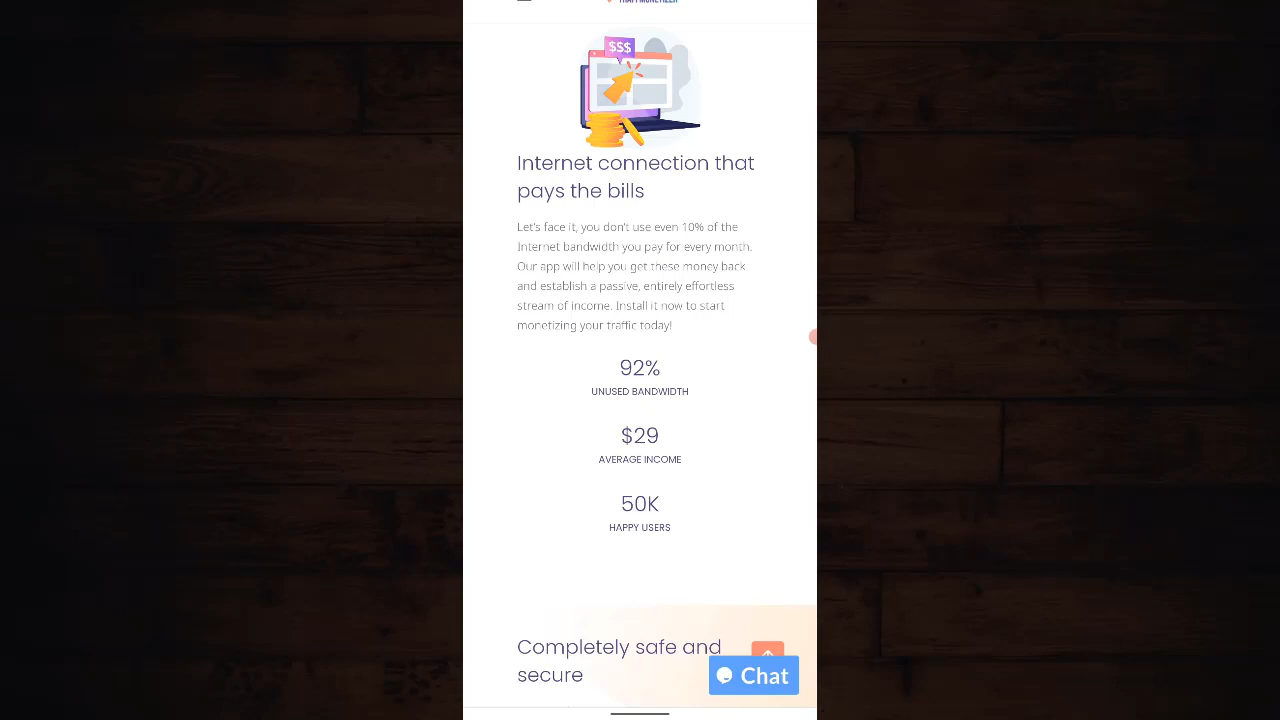 $$$
Internet connection that
pays the bills
Let's face it, you don't use even 10% of the
Internet bandwidth you pay for every month.
Our app will help you get these money back
and establish a passive, entirely effortless
stream of income. Install it now to start
monetizing your traffic today!
92%
UNUSED BANDWIDTH
$29
AVERAGE INCOME
50K
HAPPY USERS
Completely safe and
secure
Chat